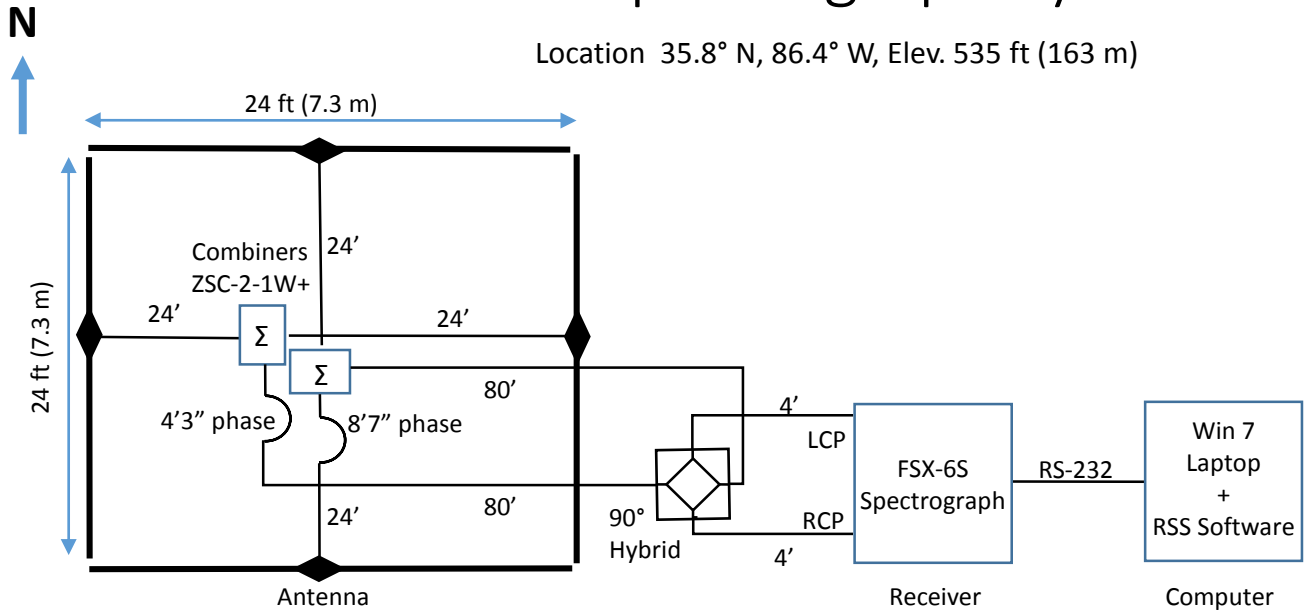 N
Location 35.8° N, 86.4° W, Elev. 535 ft (163 m)
24 ft (7.3 m)
24 ft (7.3 m)
Combiners
ZSC-2-1W+
24’
24’
24’
Σ
Σ
80’
4’3” phase
8’7” phase
24’
80’
90°
Hybrid
4’
LCP
RCP
4’
FSX-6S
Spectrograph
RS-232
Win 7
Laptop
+
RSS Software
Antenna
Receiver
Computer